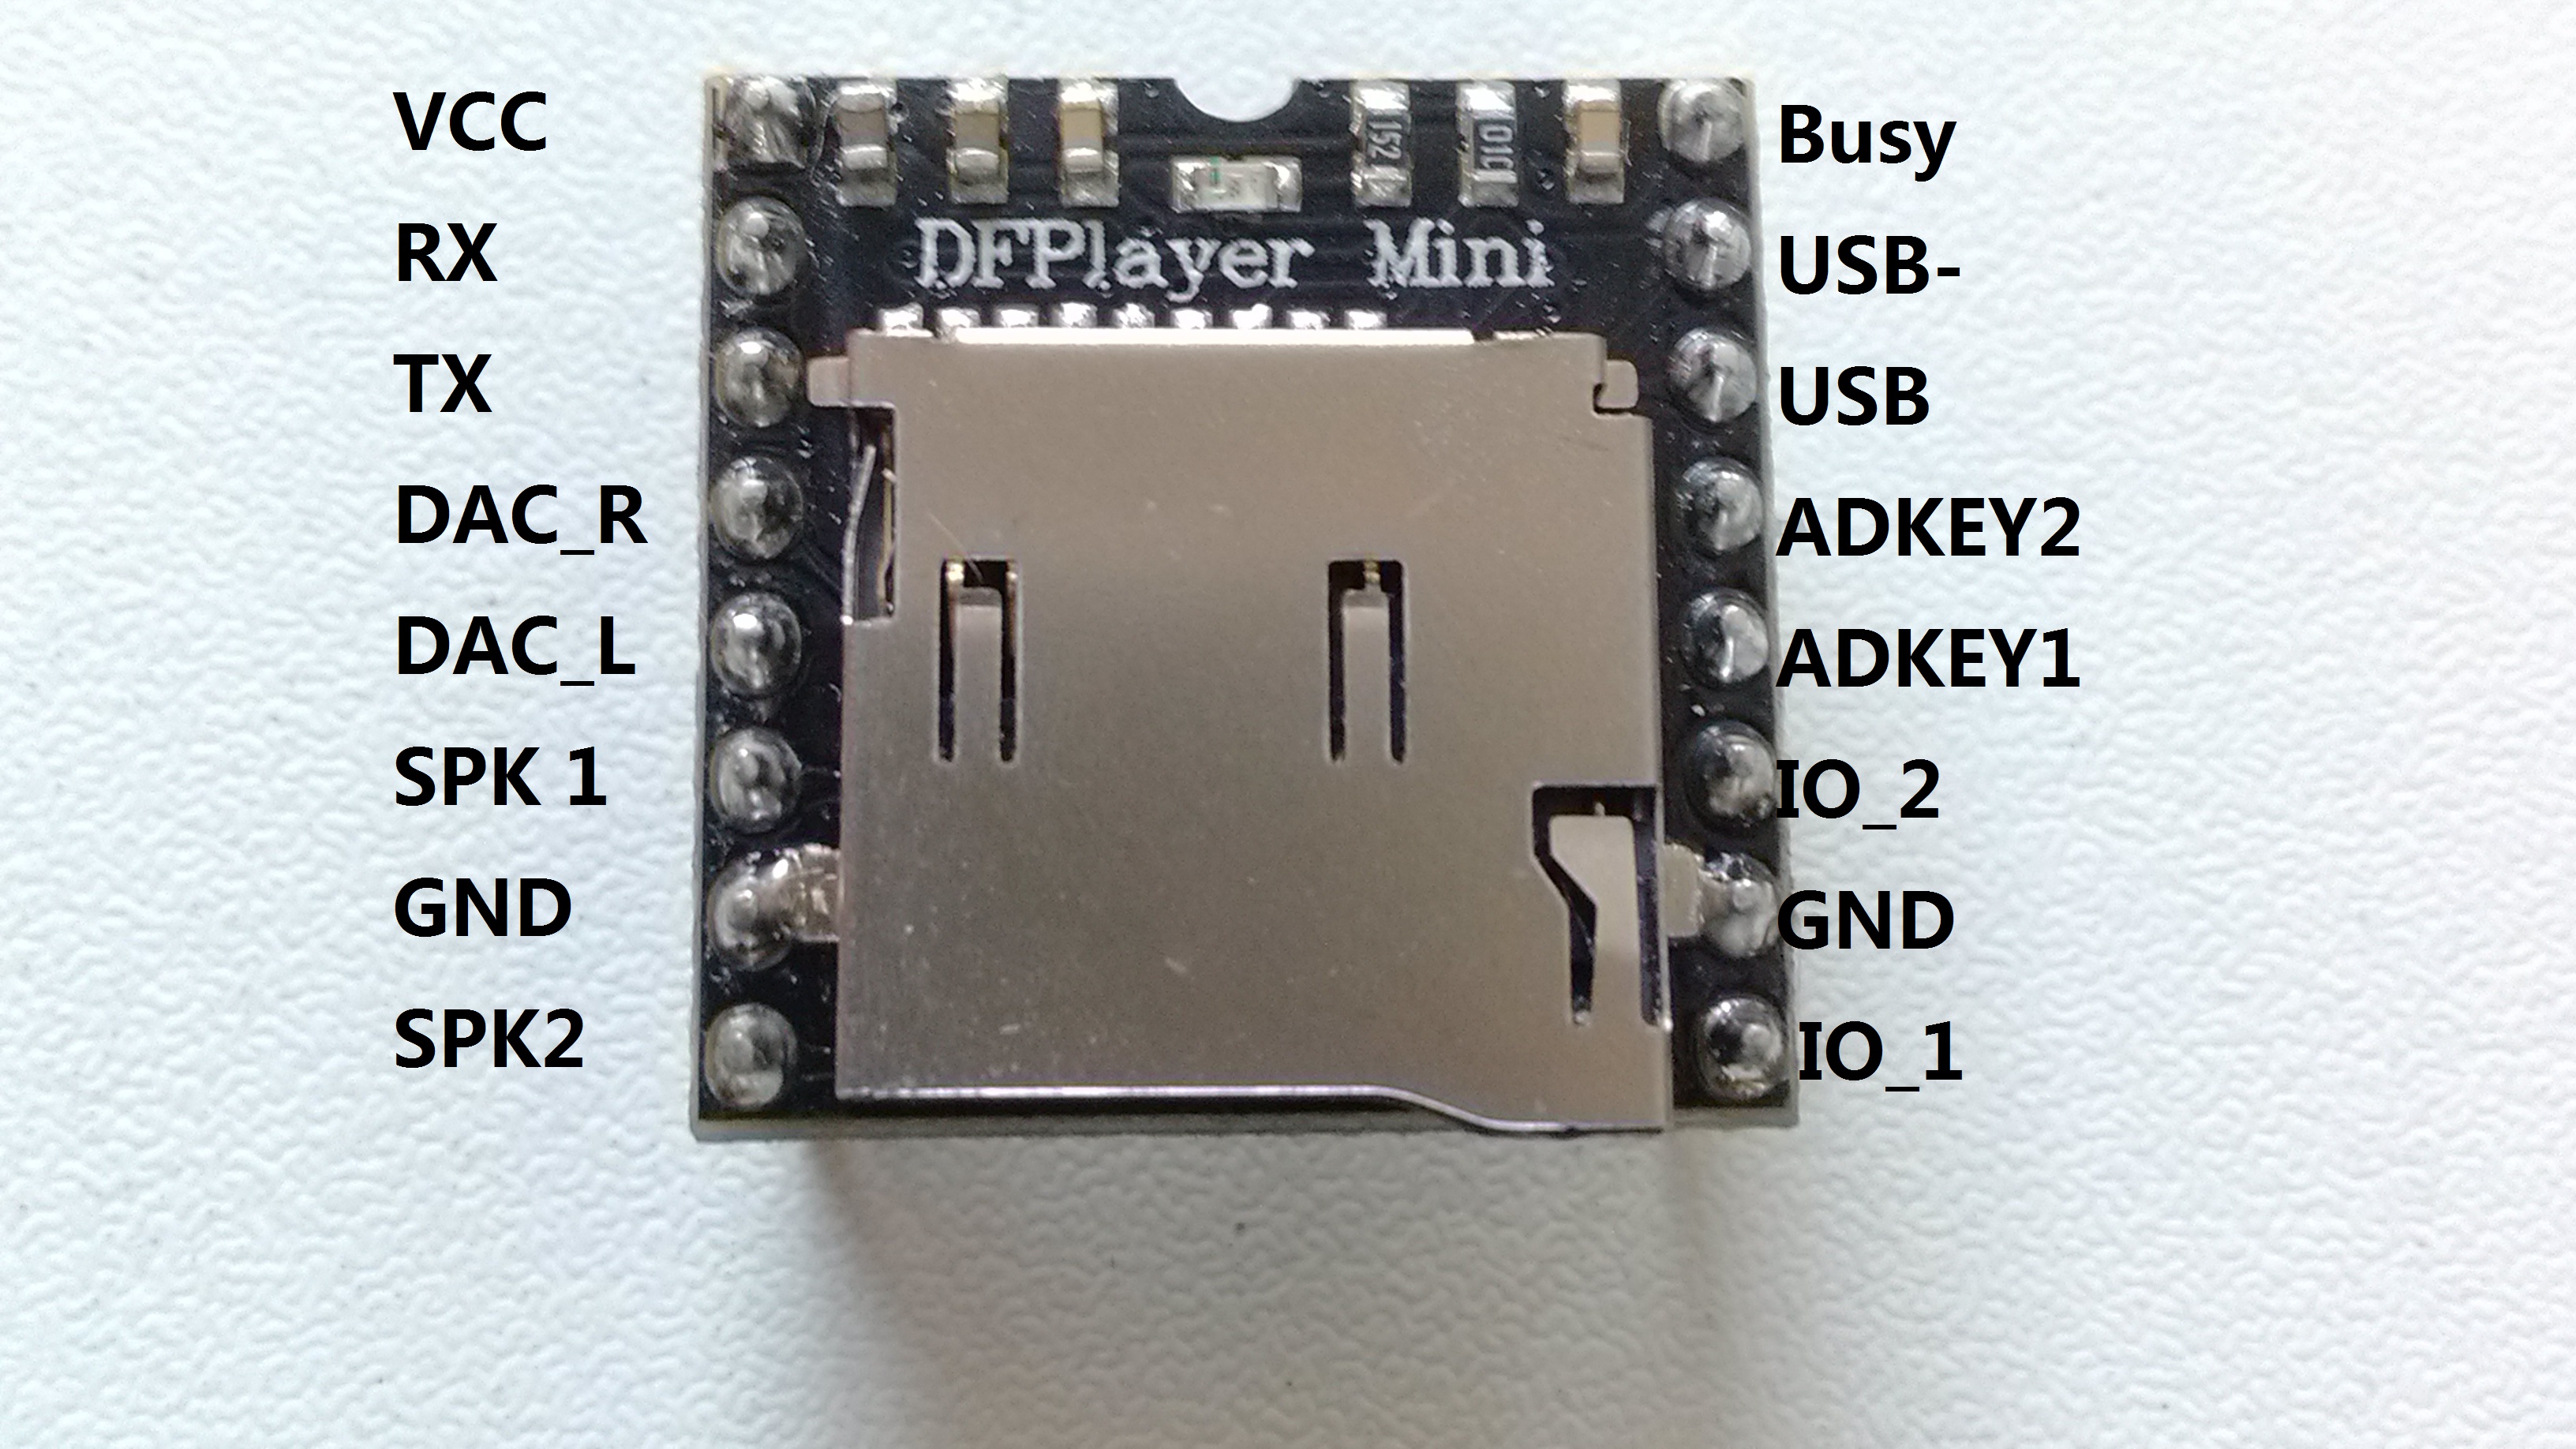 VCC
RX
TX
DAC_R
DAC_L
SPK 1
GND
SPK2
152
DFPlayer Mini
Busy
USB-
USB
ADKEY2
ADKEY1
IO_2
GND
IO_1